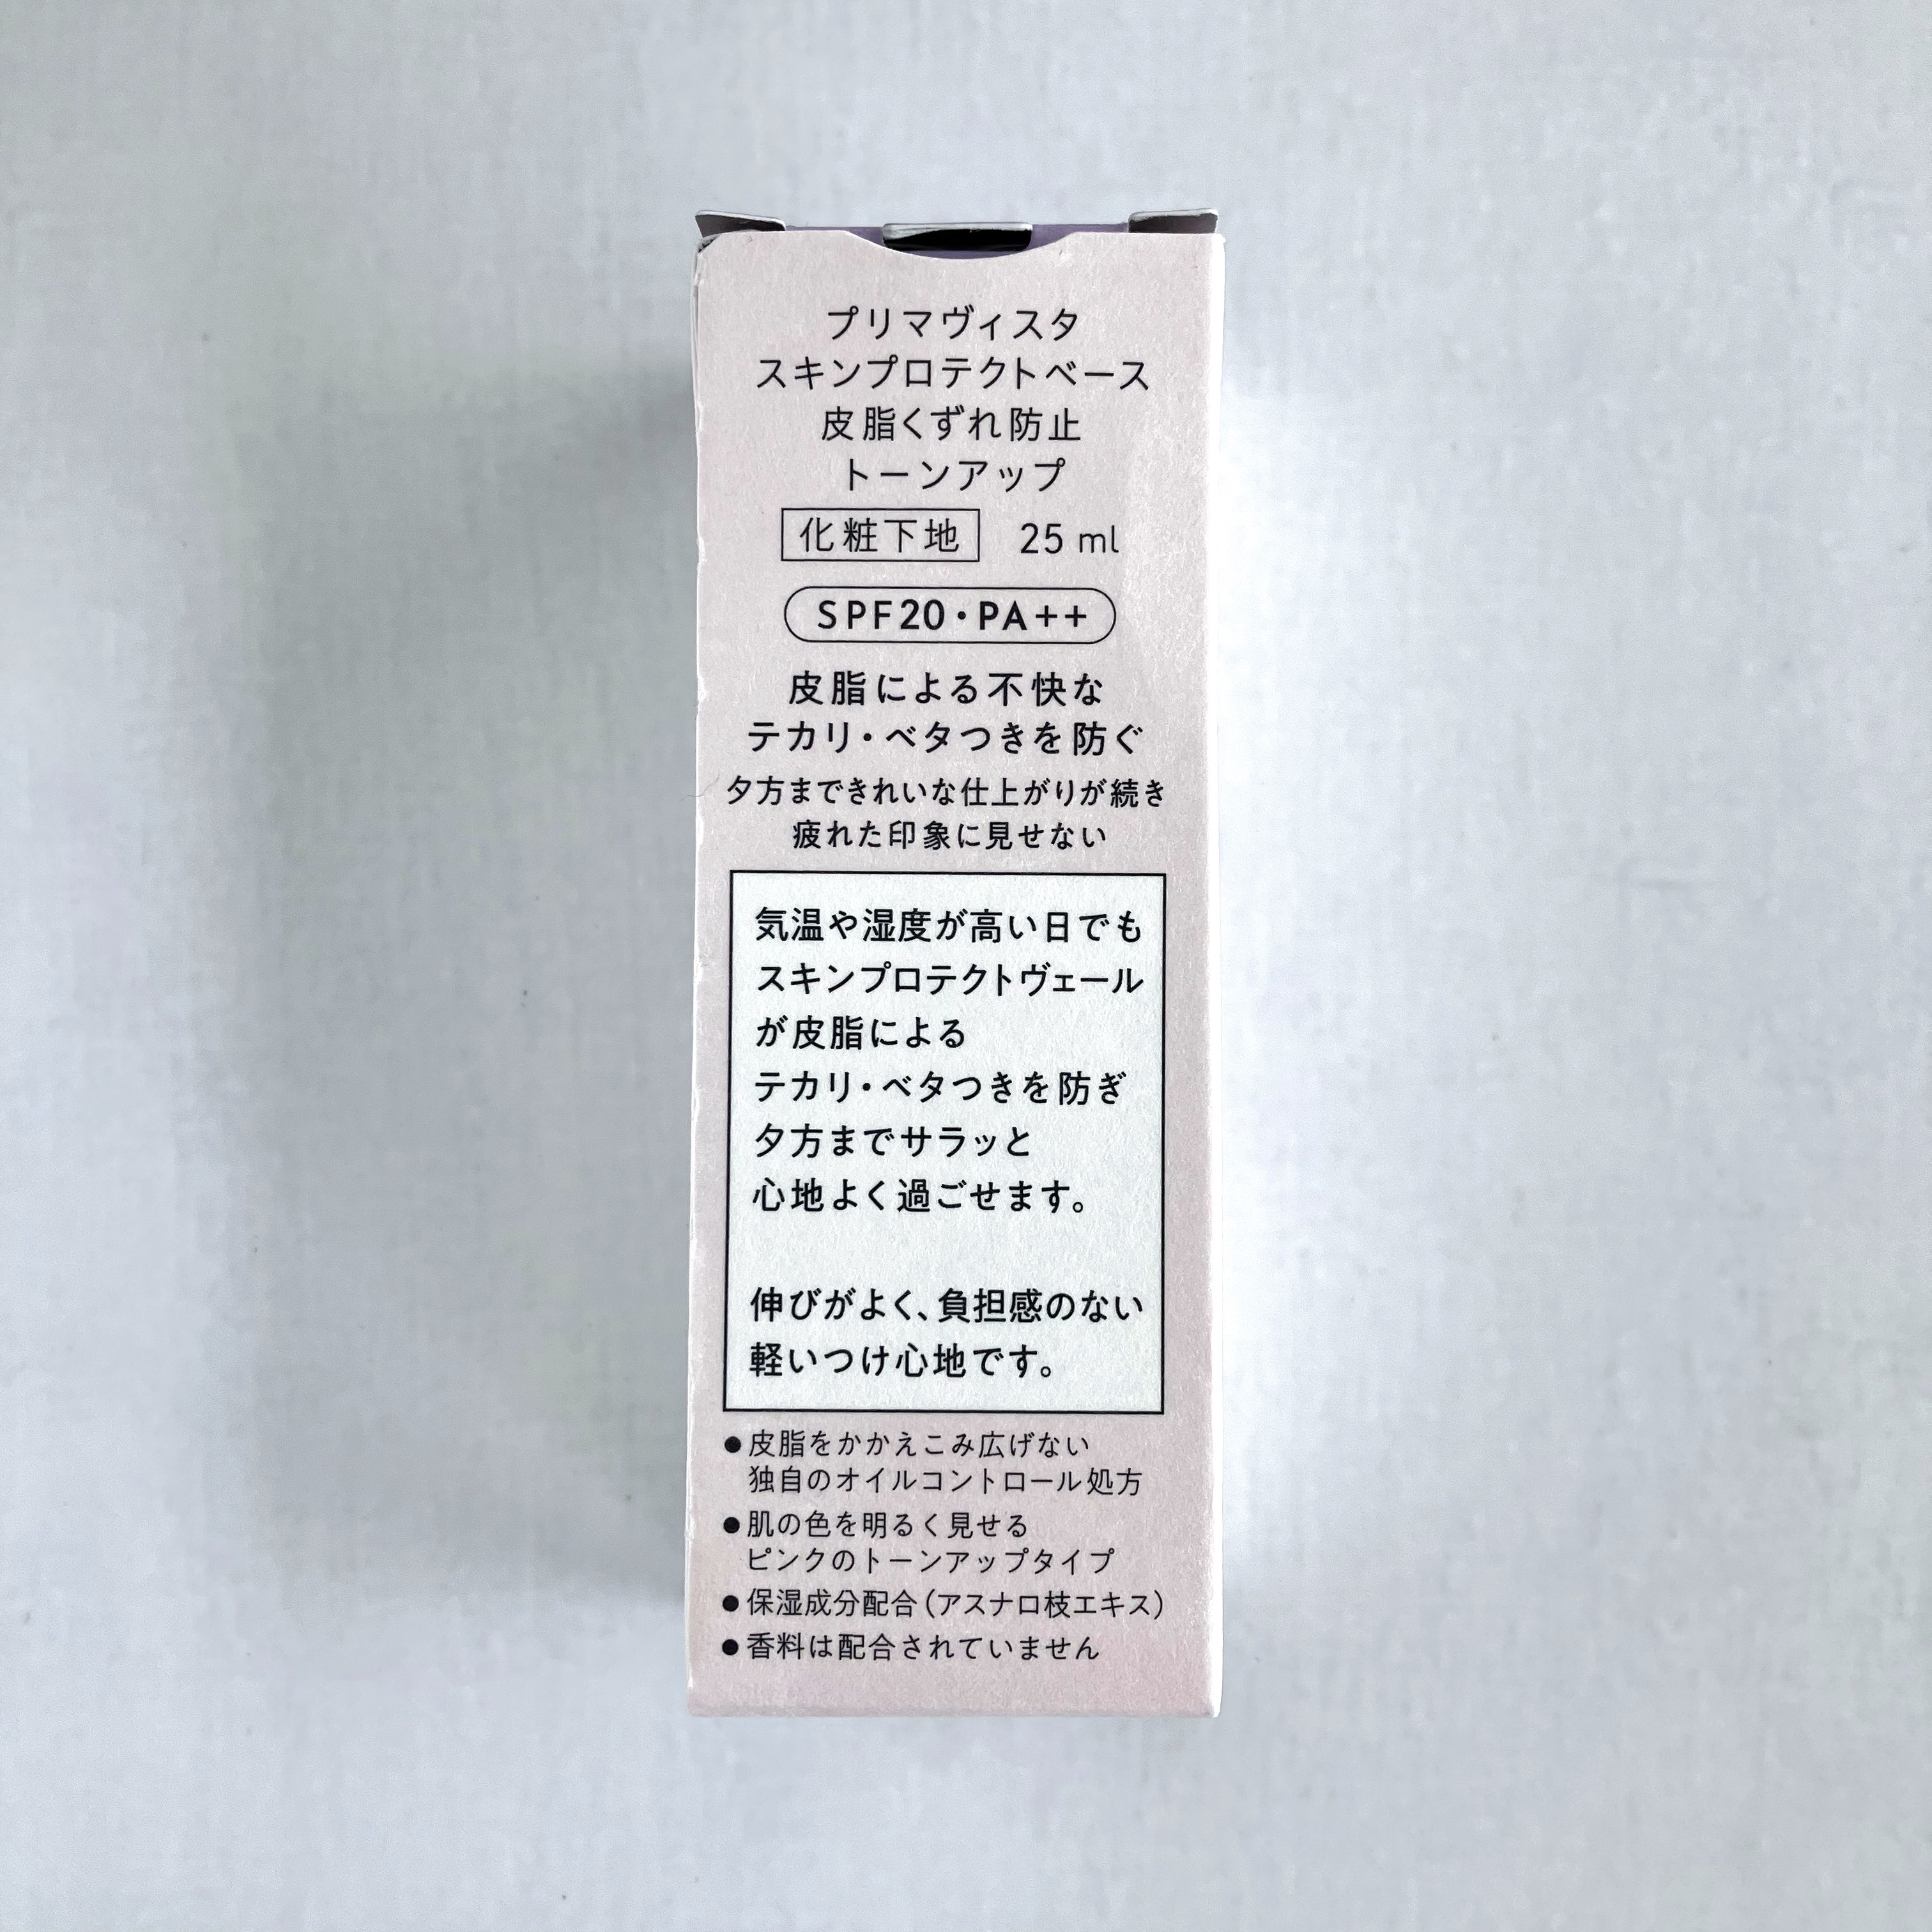 プリマヴィスタ
スキンプロテクトベース
皮脂くずれ防止
トーンアップ
化粧下地 25 ml
SPF20・PA++
皮脂による不快な
テカリ・ベタつきを防ぐ
夕方まできれいな仕上がりが続き
疲れた印象に見せない
気温や湿度が高い日でも
スキンプロテクトヴェール
が皮脂による
テカリ・ベタつきを防ぎ
夕方までサラッと
心地よく過ごせます。
伸びがよく、負担感のない
軽いつけ心地です。
●皮脂をかかえこみ広げない
独自のオイルコントロール処方
●肌の色を明るく見せる
ピンクのトーンアップタイプ
●保湿成分配合（アスナロ枝エキス）
●香料は配合されていません